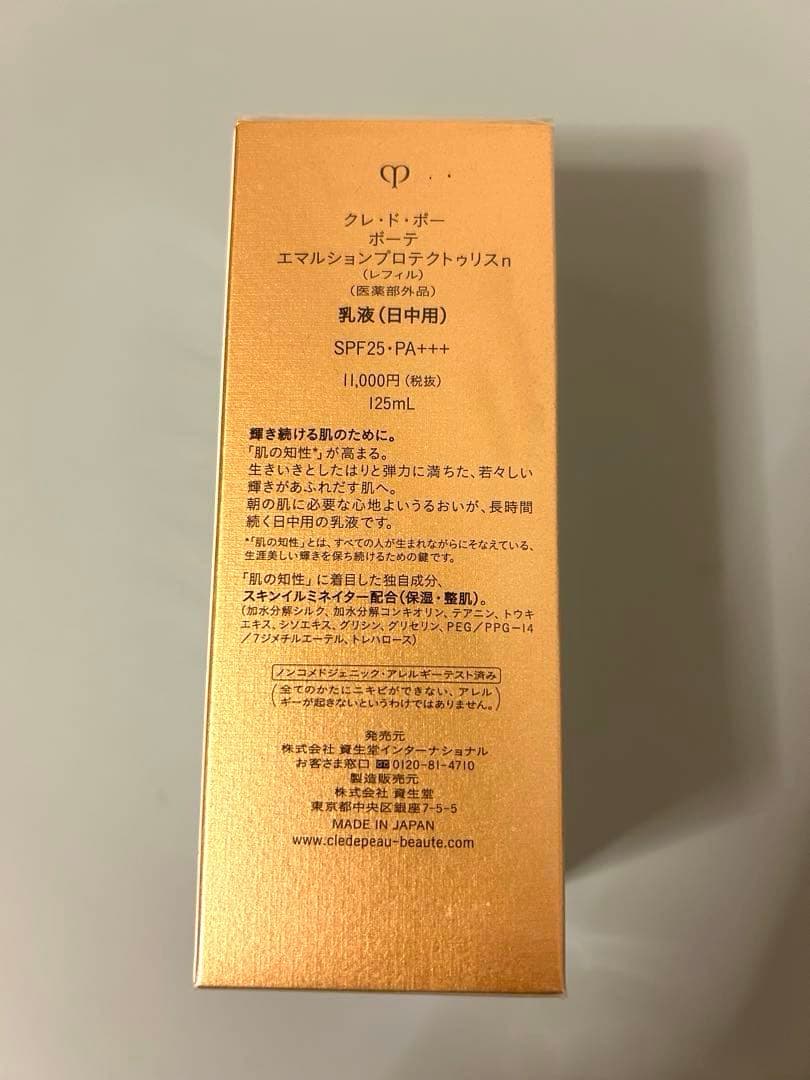 クレ・ド・ポー
ボーテ
エマルションプロテクトゥリスn
(レフィル)
(医薬部外品)
乳液(日中用)
SPF25・PA+++
11,000円(税抜)
125mL
輝き続ける肌のために。
「肌の知性*」が高まる。
生きいきとしたはりと弾力に満ちた、若々しい
輝きがあふれだす肌へ。
朝の肌に必要な心地よいうるおいが、長時間
続く日中用の乳液です。
*「肌の知性」とは、すべての人が生まれながらにそなえている、
生涯美しい輝きを保ち続けるための鍵です。
「肌の知性」に着目した独自成分、
スキンイルミネイター配合(保湿・整肌)。
(加水分解シルク、加水分解コンキオリン、テアニン、トウキ
エキス、シソエキス、グリシン、グリセリン、PEG/PPG-14
/7ジメチルエーテル、トレハロース)
ノンコメドジェニック・アレルギーテスト済み
(全てのかたにニキビができない、アレル
ギーが起きないというわけではありません。)
発売元
株式会社 資生堂インターナショナル
お客さま窓口 0120-81-4710
製造販売元
株式会社 資生堂
東京都中央区銀座7-5-5
MADE IN JAPAN
www.cledepeau-beaute.com